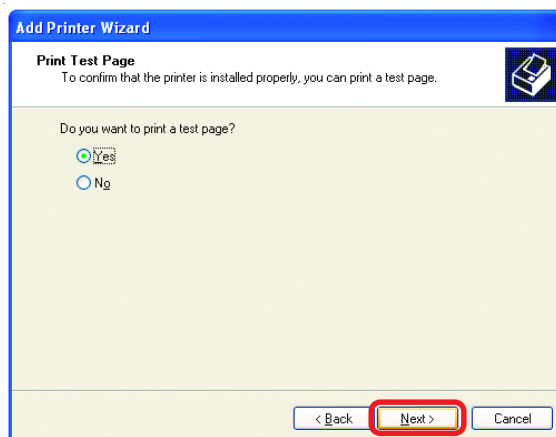 Add Printer Wizard
Print Test Page
To confirm that the printer is installed properly, you can print a test page.
Do you want to print a test page?
Yes
No
< Back
Next >
Cancel